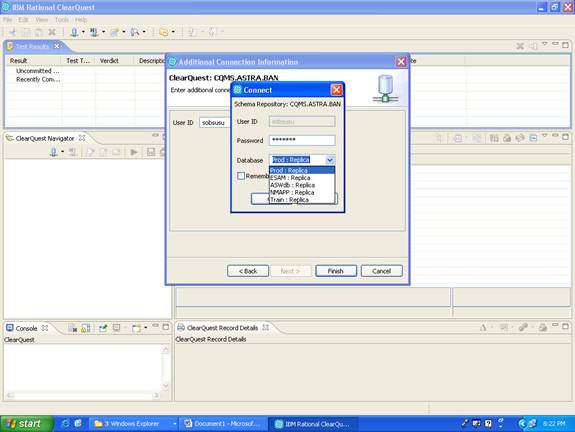 IBM Rational ClearQuest
File Edit View Tools Help
Test Results
Result Test T... Verdict Descripti
Uncommitted ...
Recently Com...
Additional Connection Information
ClearQuest: CQMS.ASTRA.BAN
Enter additional conne
User ID sobsusu
Connect
Schema Repository: CQMS.ASTRA.BAN
User ID sobsusu
Password *******
Database Prod : Replica
Prod : Replica
ESAM : Replica
ASWdb : Replica
NMAPP : Replica
Train : Replica
Rememb
< Back Next > Finish Cancel
ClearQuest Navigator
Console
ClearQuest
ClearQuest Record Details
ClearQuest Record Details
start
3 Windows Explorer
Document1 - Microsof...
IBM Rational ClearQu...
8:22 PM